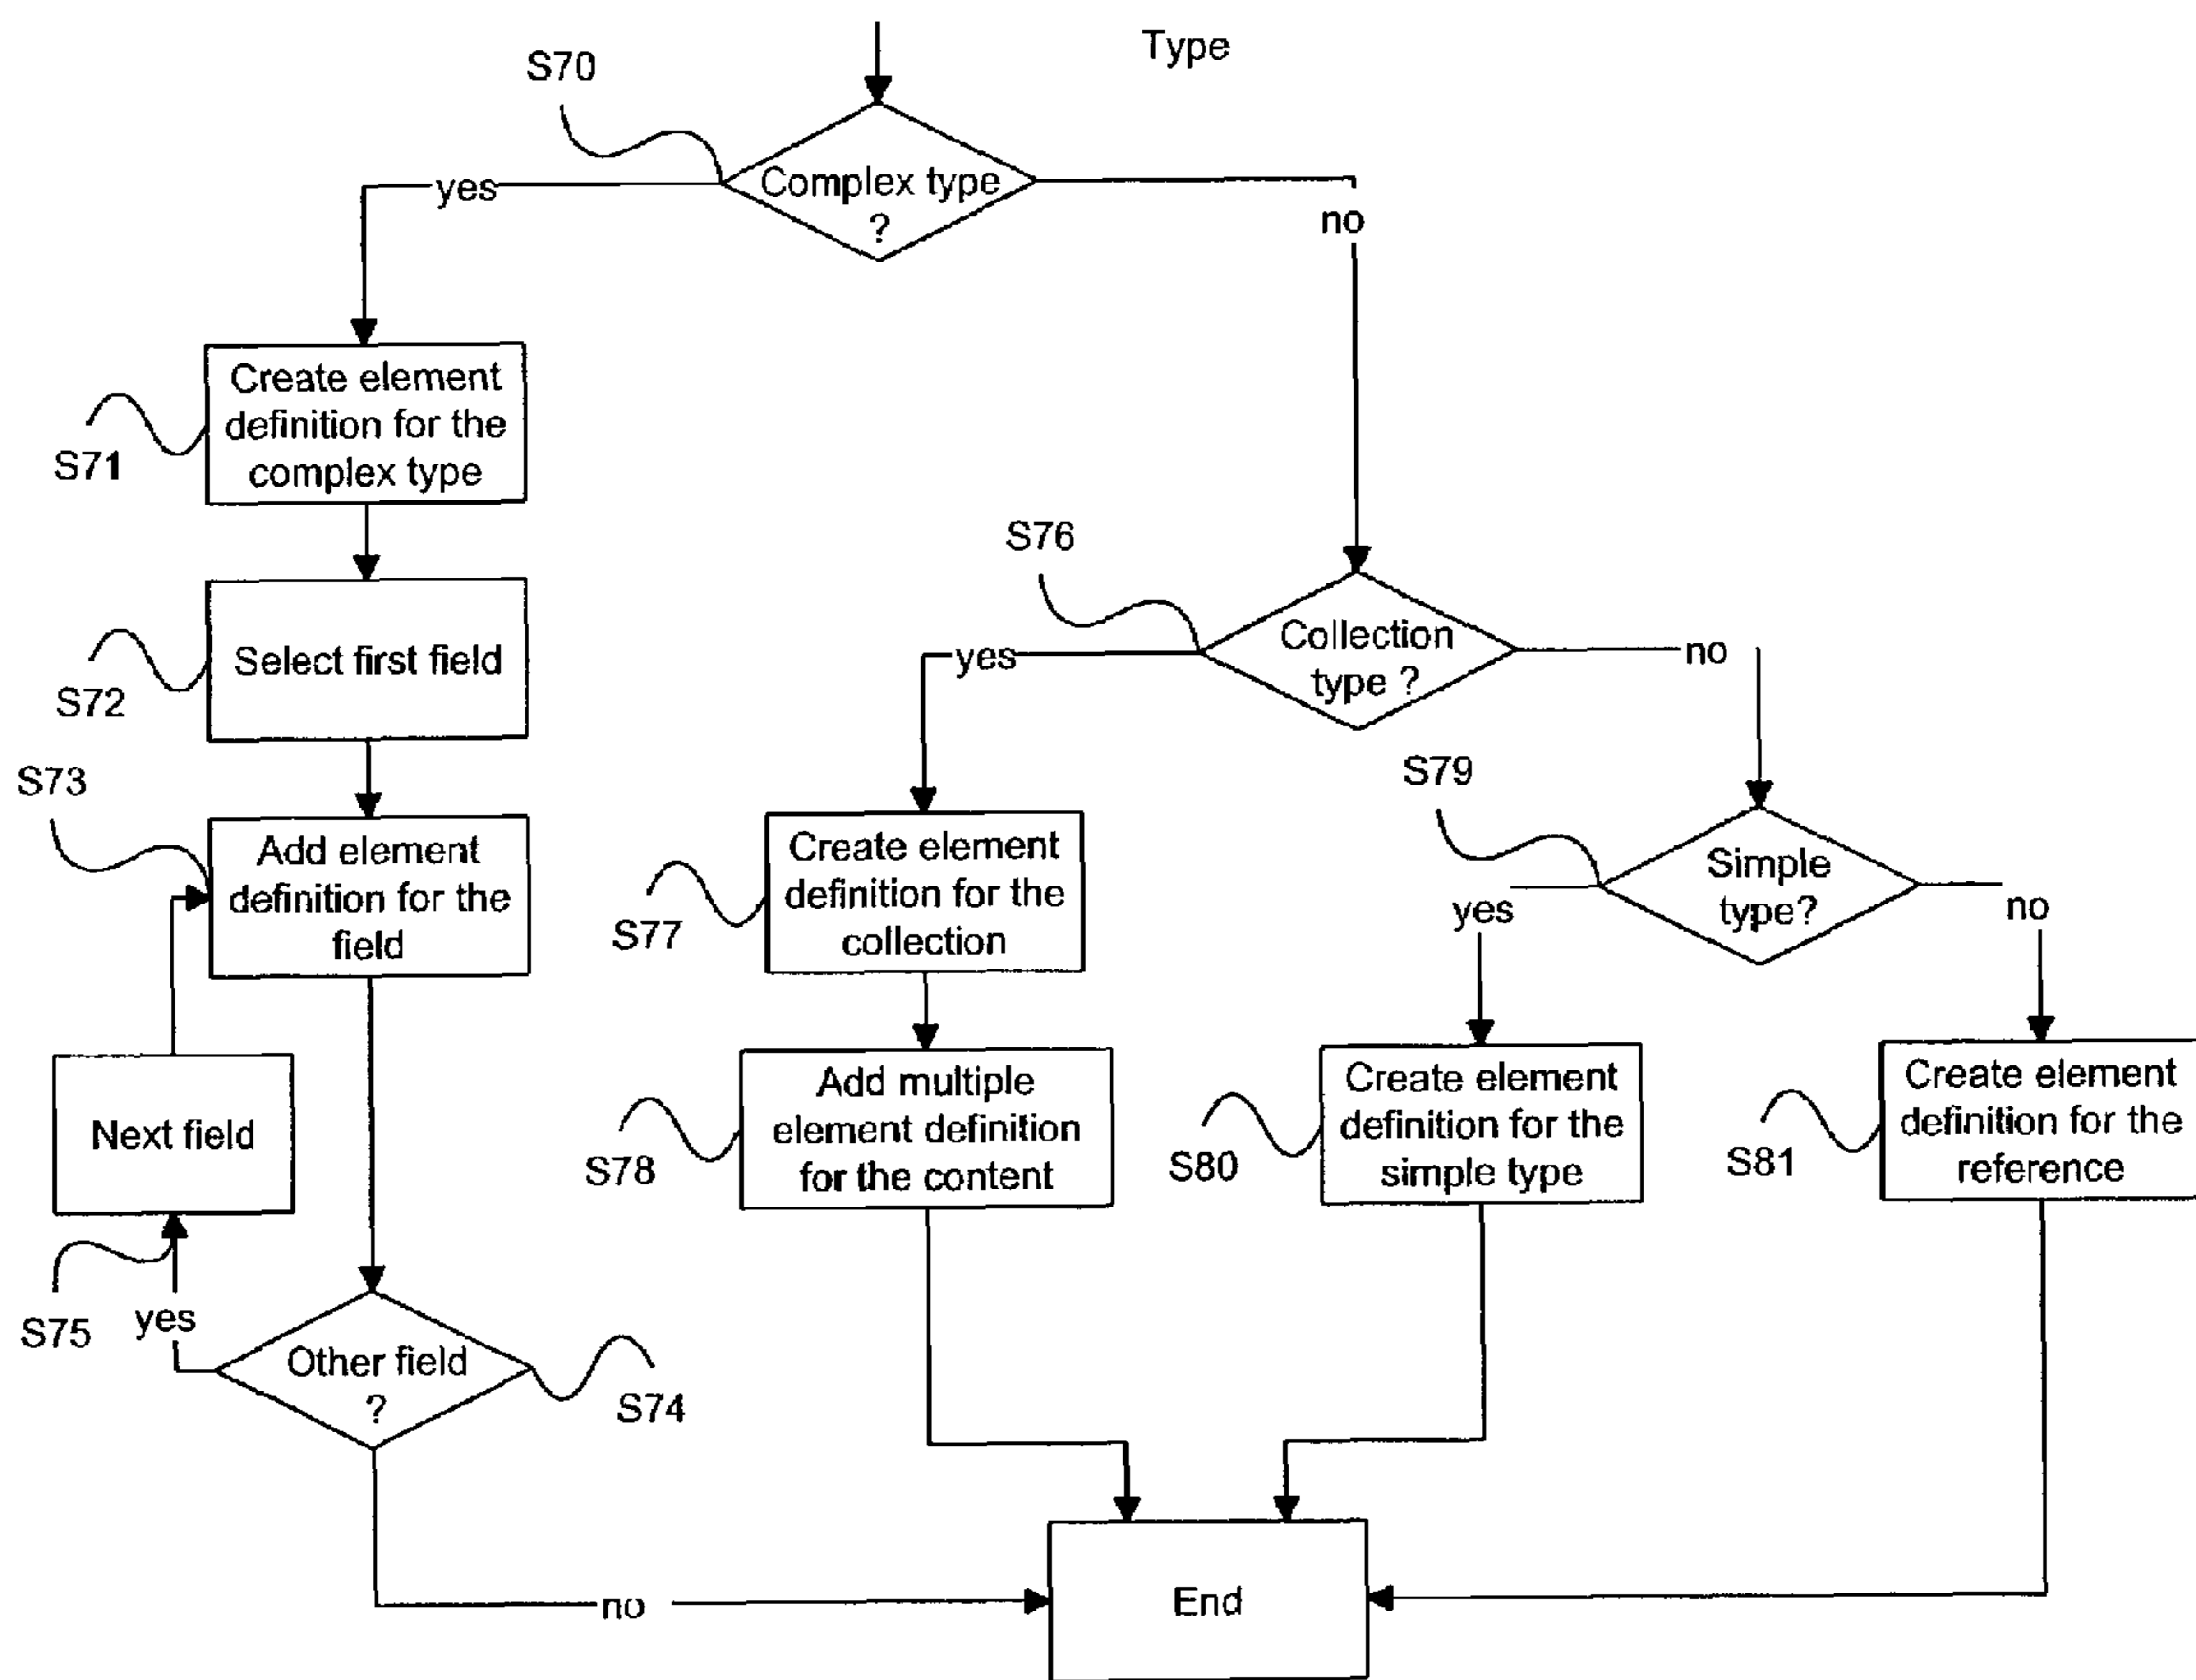 Type
S70
Complex type
?
yes
no
Create element
definition for the
complex type
S71
S76
Select first field
S72
Collection
type ?
yes
no
S73
S79
Add element
definition for the
field
Create element
definition for the
collection
S77
Simple
type?
yes
no
Next field
Add multiple
element definition
for the content
S78
Create element
definition for the
simple type
S80
Create element
definition for the
reference
S81
S75
yes
Other field
?
S74
no
End